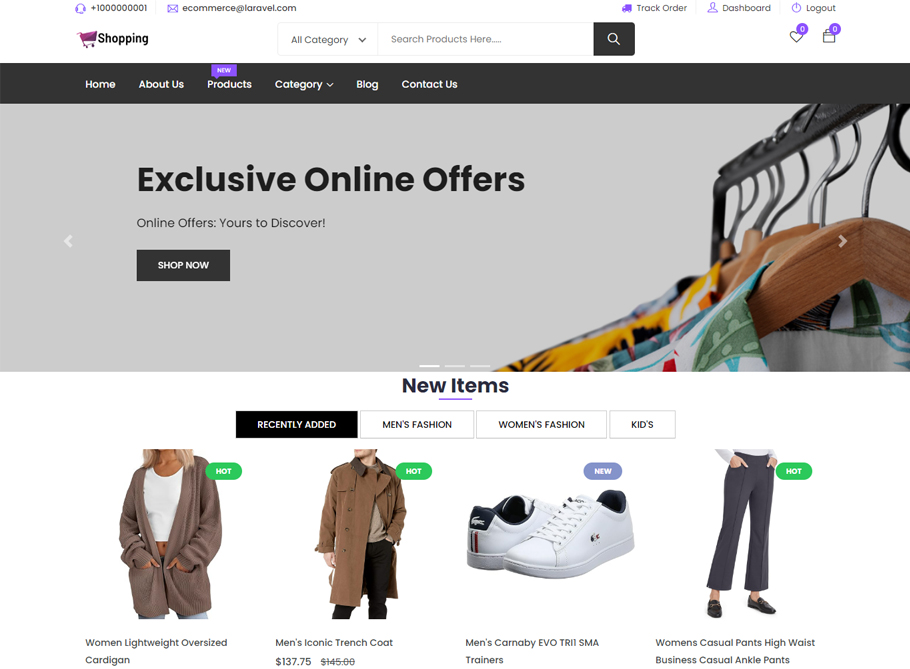 +1000000001 ecommerce@laravel.com Track Order Dashboard Logout
Shopping All Category Search Products Here..... 0 0
NEW
Home About Us Products Category Blog Contact Us
Exclusive Online Offers
Online Offers: Yours to Discover!
SHOP NOW
New Items
RECENTLY ADDED MEN'S FASHION WOMEN'S FASHION KID'S
HOT HOT NEW HOT
Women Lightweight Oversized
Cardigan
Men's Iconic Trench Coat
$137.75 $145.00
Men's Carnaby EVO TRI1 SMA
Trainers
Womens Casual Pants High Waist
Business Casual Ankle Pants